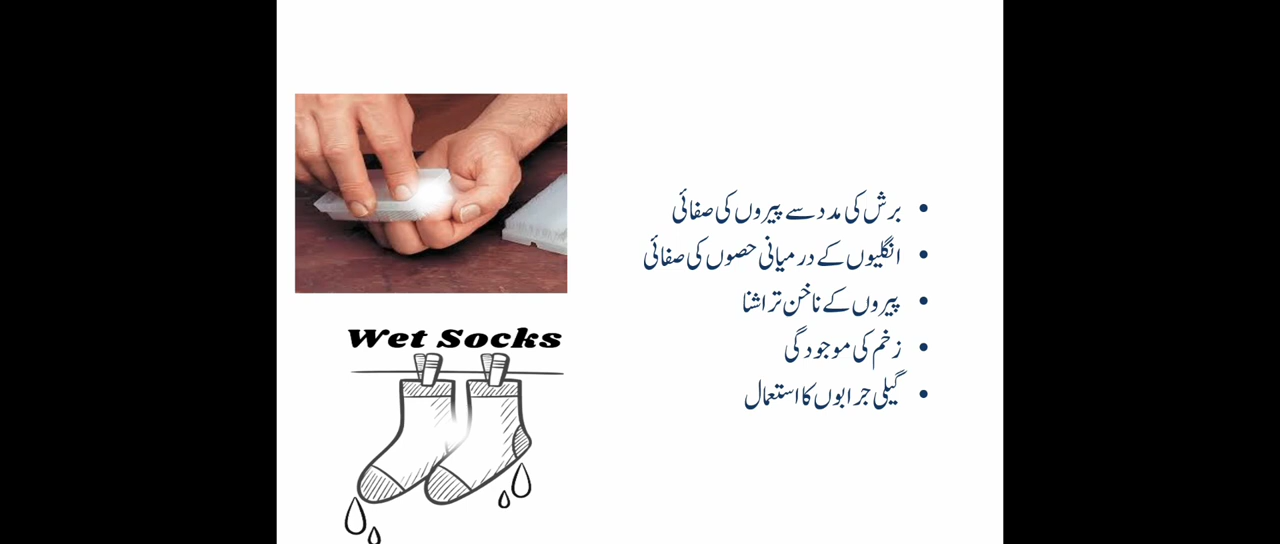 برش کی مدد سے پیروں کی صفائی
انگلیوں کے درمیانی حصوں کی صفائی
پیروں کے ناخن تراشنا
زخم کی موجودگی
گیلی جرابوں کا استعمال
Wet Socks